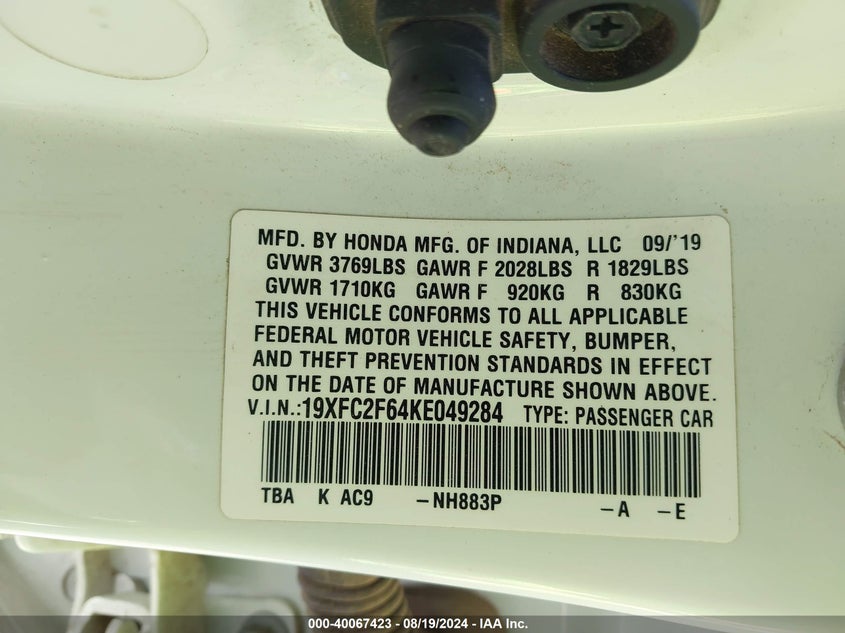 MFD. BY HONDA MFG. OF INDIANA, LLC 09/'19
GVWR 3769LBS GAWR F 2028LBS R 1829LBS
GVWR 1710KG GAWR F 920KG R 830KG
THIS VEHICLE CONFORMS TO ALL APPLICABLE
FEDERAL MOTOR VEHICLE SAFETY, BUMPER,
AND THEFT PREVENTION STANDARDS IN EFFECT
ON THE DATE OF MANUFACTURE SHOWN ABOVE.
V.I.N.:19XFC2F64KE049284 TYPE: PASSENGER CAR
TBA K AC9 -NH883P -A -E
000-40067423 - 08/19/2024 - IAA Inc.